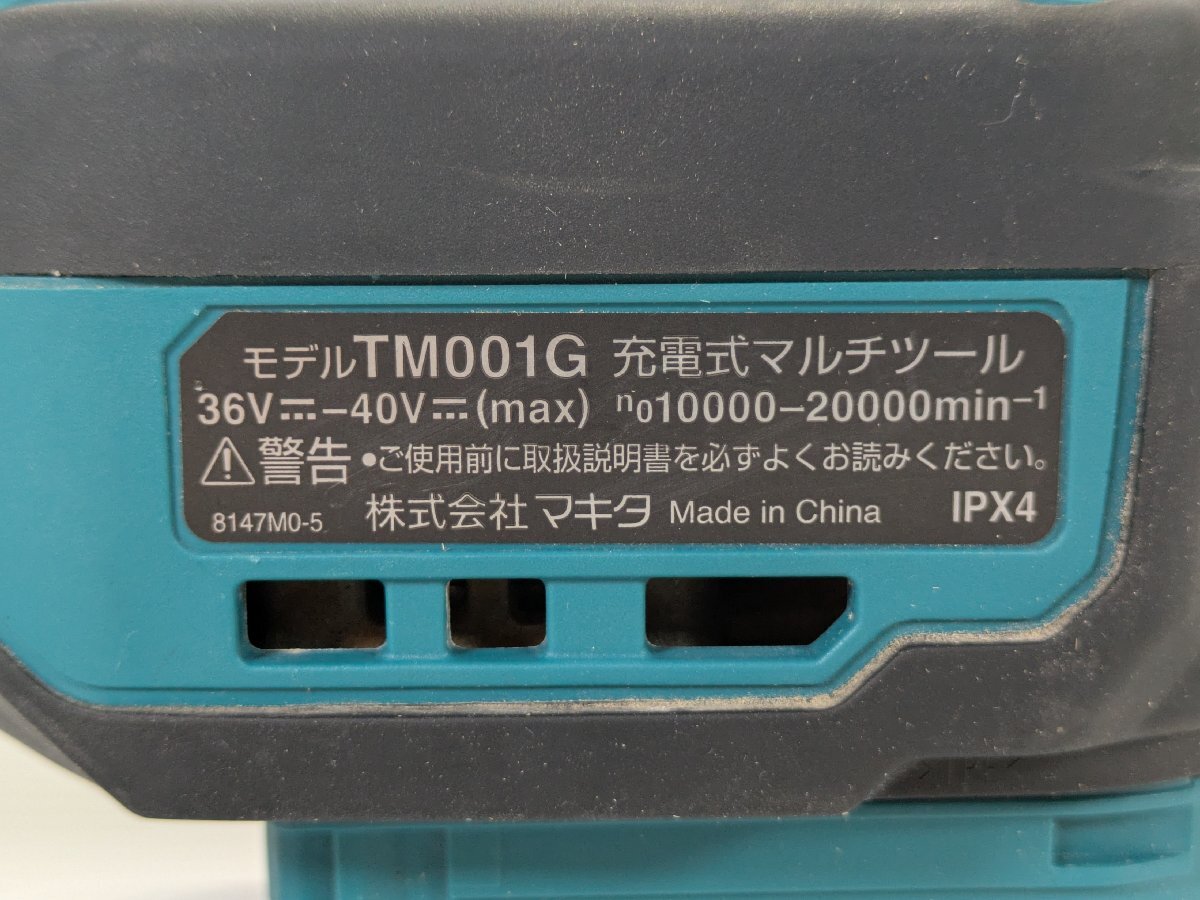 モデルTM001G 充電式マルチツール
36V⎓–40V⎓(max) n₀10000–20000min⁻¹
⚠警告 •ご使用前に取扱説明書を必ずよくお読みください。
8147M0-5 株式会社マキタ Made in China IPX4